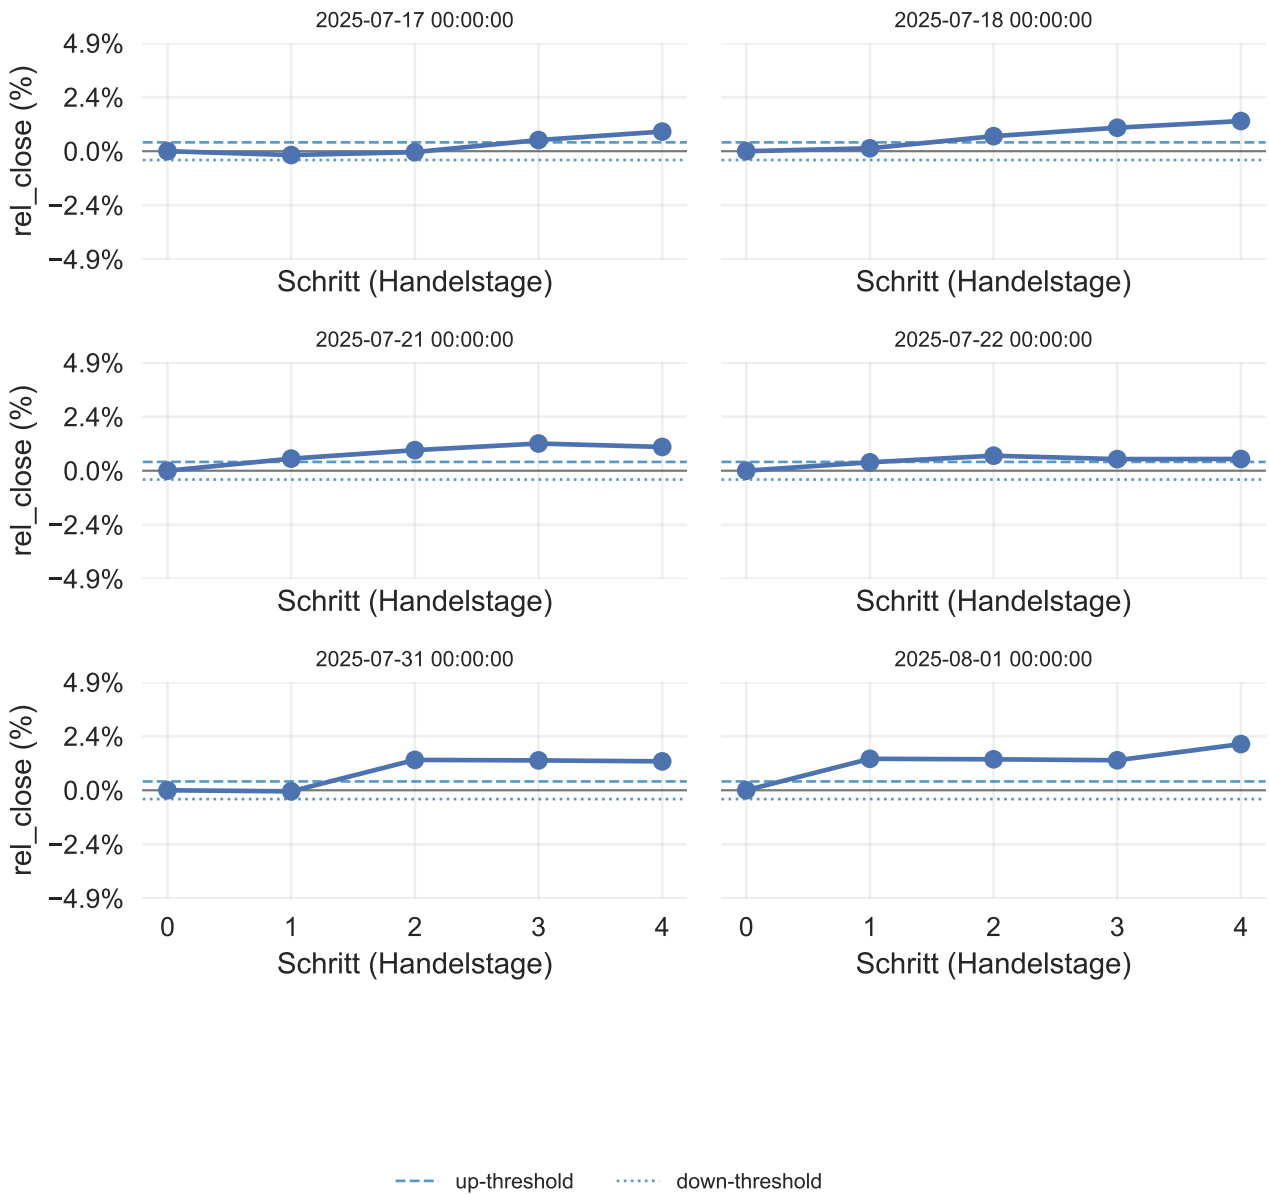 2025-07-17 00:00:00
2025-07-18 00:00:00
4.9%
2.4%
0.0%
−2.4%
−4.9%
rel_close (%)
Schritt (Handelstage)
Schritt (Handelstage)
2025-07-21 00:00:00
2025-07-22 00:00:00
4.9%
2.4%
0.0%
−2.4%
−4.9%
rel_close (%)
Schritt (Handelstage)
Schritt (Handelstage)
2025-07-31 00:00:00
2025-08-01 00:00:00
4.9%
2.4%
0.0%
−2.4%
−4.9%
rel_close (%)
0 1 2 3 4
0 1 2 3 4
Schritt (Handelstage)
Schritt (Handelstage)
up-threshold
down-threshold